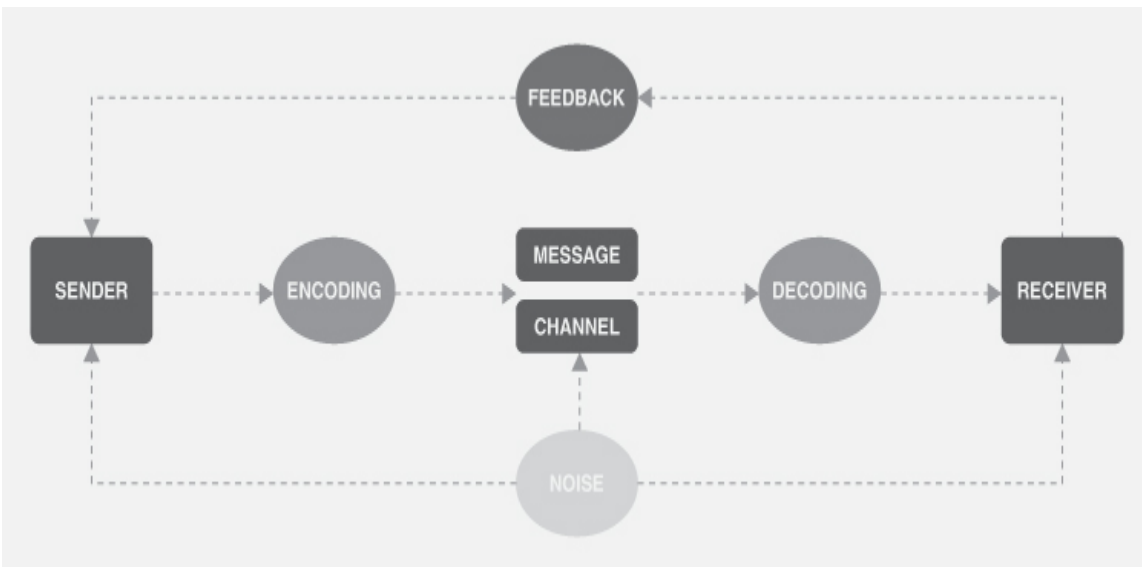 FEEDBACK
SENDER
ENCODING
MESSAGE
CHANNEL
DECODING
RECEIVER
NOISE